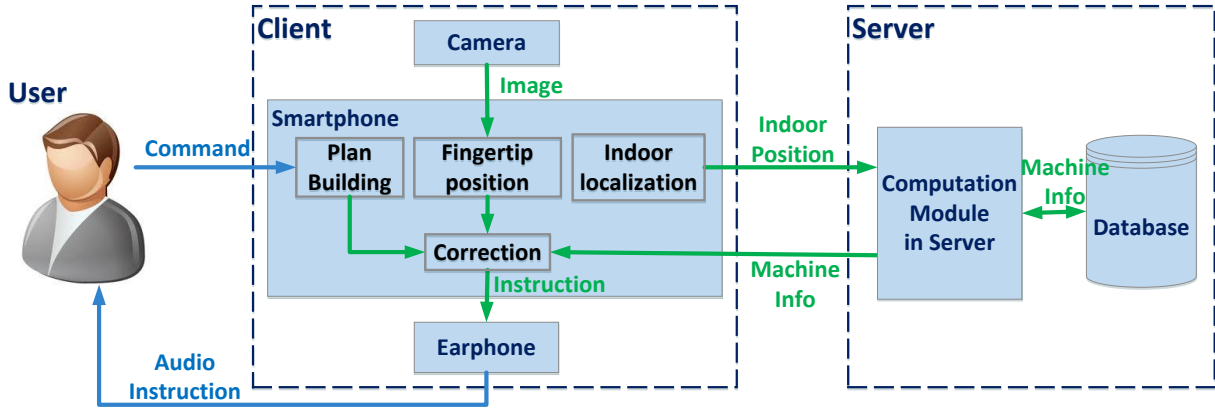 Client
Server
Camera
User
Image
Smartphone
Command
Plan
Building
Fingertip
position
Indoor
localization
Indoor
Position
Computation
Module
in Server
Machine
Info
Database
Correction
Instruction
Machine
Info
Earphone
Audio
Instruction